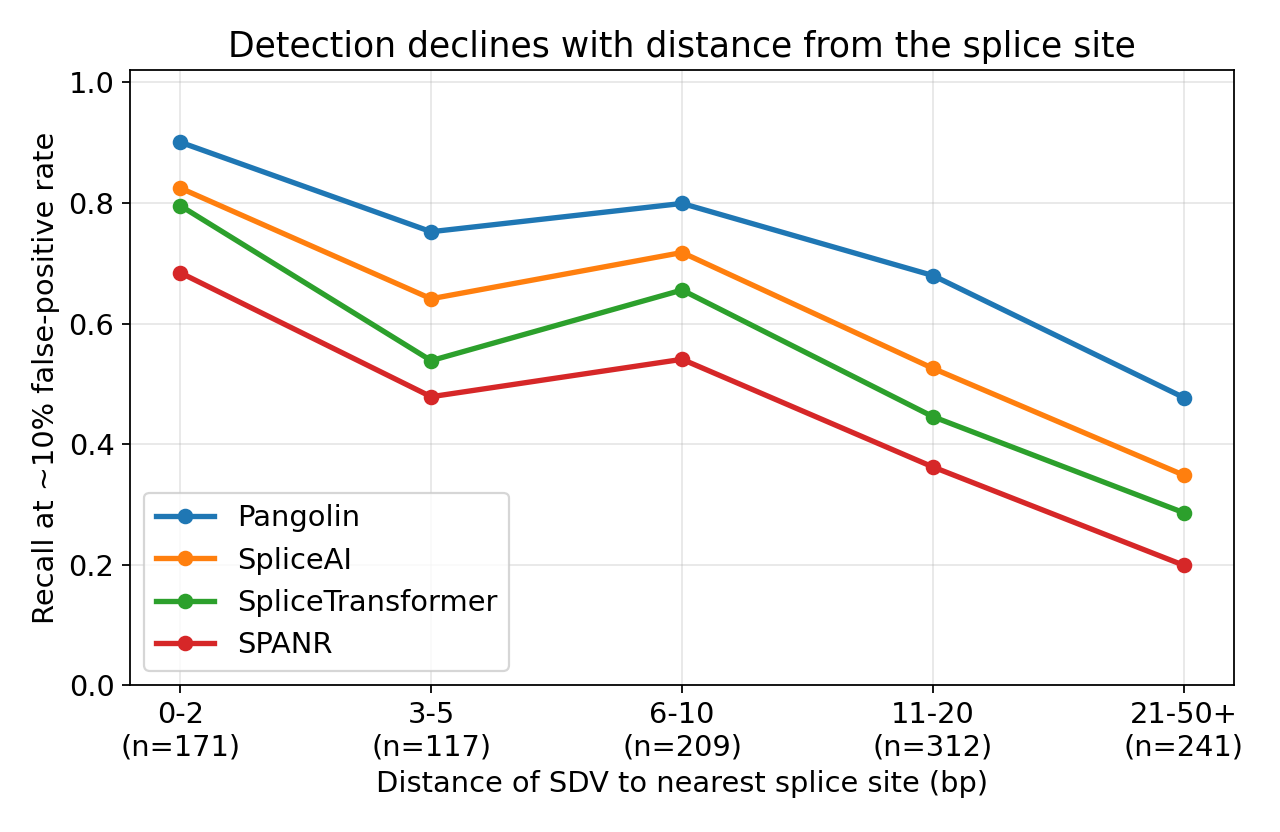 Detection declines with distance from the splice site
Recall at ~10% false-positive rate
1.0
0.8
0.6
0.4
0.2
0.0
Pangolin
SpliceAI
SpliceTransformer
SPANR
0-2 3-5 6-10 11-20 21-50+
(n=171) (n=117) (n=209) (n=312) (n=241)
Distance of SDV to nearest splice site (bp)